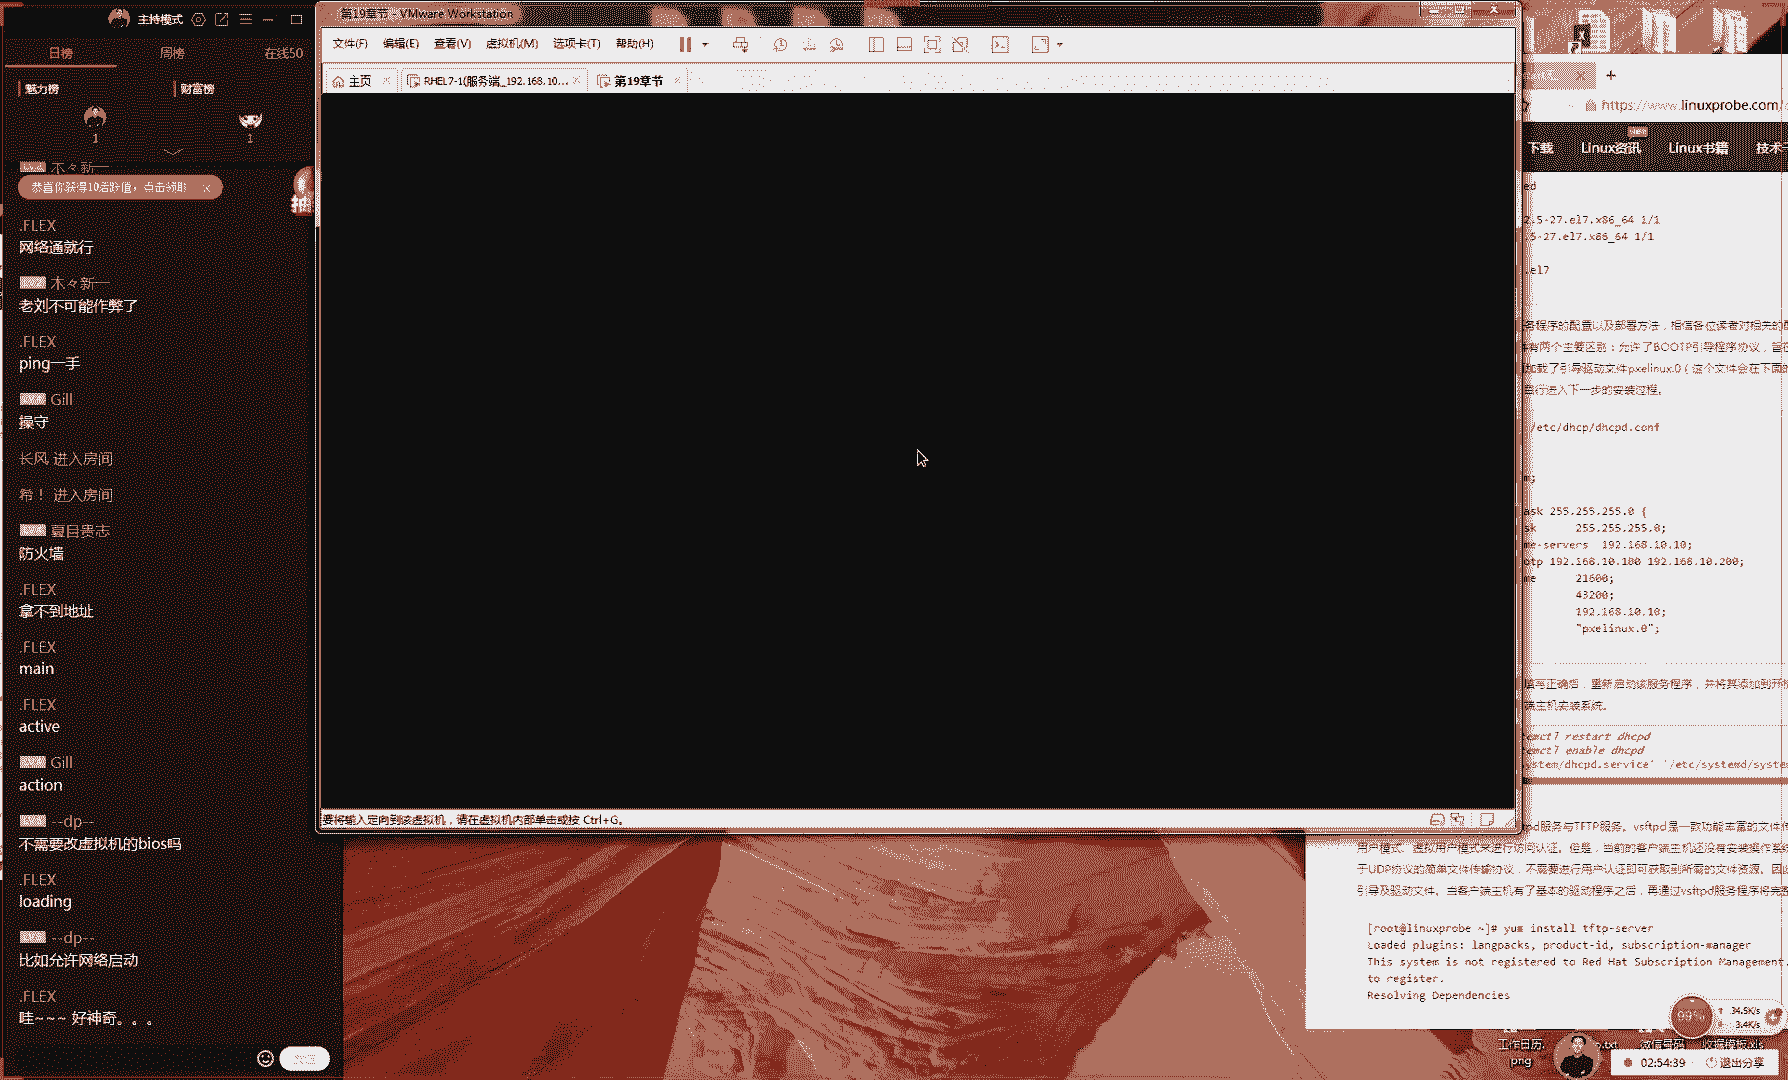 主持模式
日榜 周榜 在线50
魅力榜 财富榜
1 1
木々新一
恭喜你获得10倍财值，点击领取
抽
.FLEX
网络通就行
木々新一
老刘不可能作弊了
.FLEX
ping一手
Gill
操守
长风 进入房间
希！ 进入房间
夏目贵志
防火墙
.FLEX
拿不到地址
.FLEX
main
.FLEX
active
Gill
action
--dp--
不需要改虚拟机的bios吗
.FLEX
loading
--dp--
比如允许网络启动
.FLEX
哇~~~ 好神奇。。。
第19章节 - VMware Workstation
文件(F) 编辑(E) 查看(V) 虚拟机(M) 选项卡(T) 帮助(H)
主页 RHEL7-1(服务端_192.168.10... 第19章节
要将输入定向到该虚拟机，请在虚拟机内部单击或按 Ctrl+G。
https://www.linuxprobe.com/
下载 Linux资讯 Linux书籍 技术
ed
2.5-27.el7.x86_64 1/1
5-27.el7.x86_64 1/1
.el7
务程序的配置以及部署方法，相信各位读者对相关的
有两个主要区别：允许了BOOTP引导程序协议，旨在
加载了引导驱动文件pxelinux.0（这个文件会在下面的
自行进入下一步的安装过程。
/etc/dhcp/dhcpd.conf
m;
ask 255.255.255.0 {
sk 255.255.255.0;
me-servers 192.168.10.10;
otp 192.168.10.100 192.168.10.200;
me 21600;
43200;
192.168.10.10;
"pxelinux.0";
填写正确后，重新启动该服务程序，并将其添加到开机
端主机安装系统。
temctl restart dhcpd
temctl enable dhcpd
system/dhcpd.service' '/etc/systemd/system
pd服务与TFTP服务。vsftpd是一款功能丰富的文件传
用户模式、虚拟用户模式来进行访问认证。但是，当前的客户端主机还没有安装操作系统
于UDP协议的简单文件传输协议，不需要进行用户认证即可获取到所需的文件资源。因此
引导及驱动文件。当客户端主机有了基本的驱动程序之后，再通过vsftpd服务程序将完整
[root@linuxprobe ~]# yum install tftp-server
Loaded plugins: langpacks, product-id, subscription-manager
This system is not registered to Red Hat Subscription Management.
to register.
Resolving Dependencies
99% 34.5K/s
3.4K/s
工作日历. o.txt 微信号码 收据模板.xls
png
02:54:39 退出分享